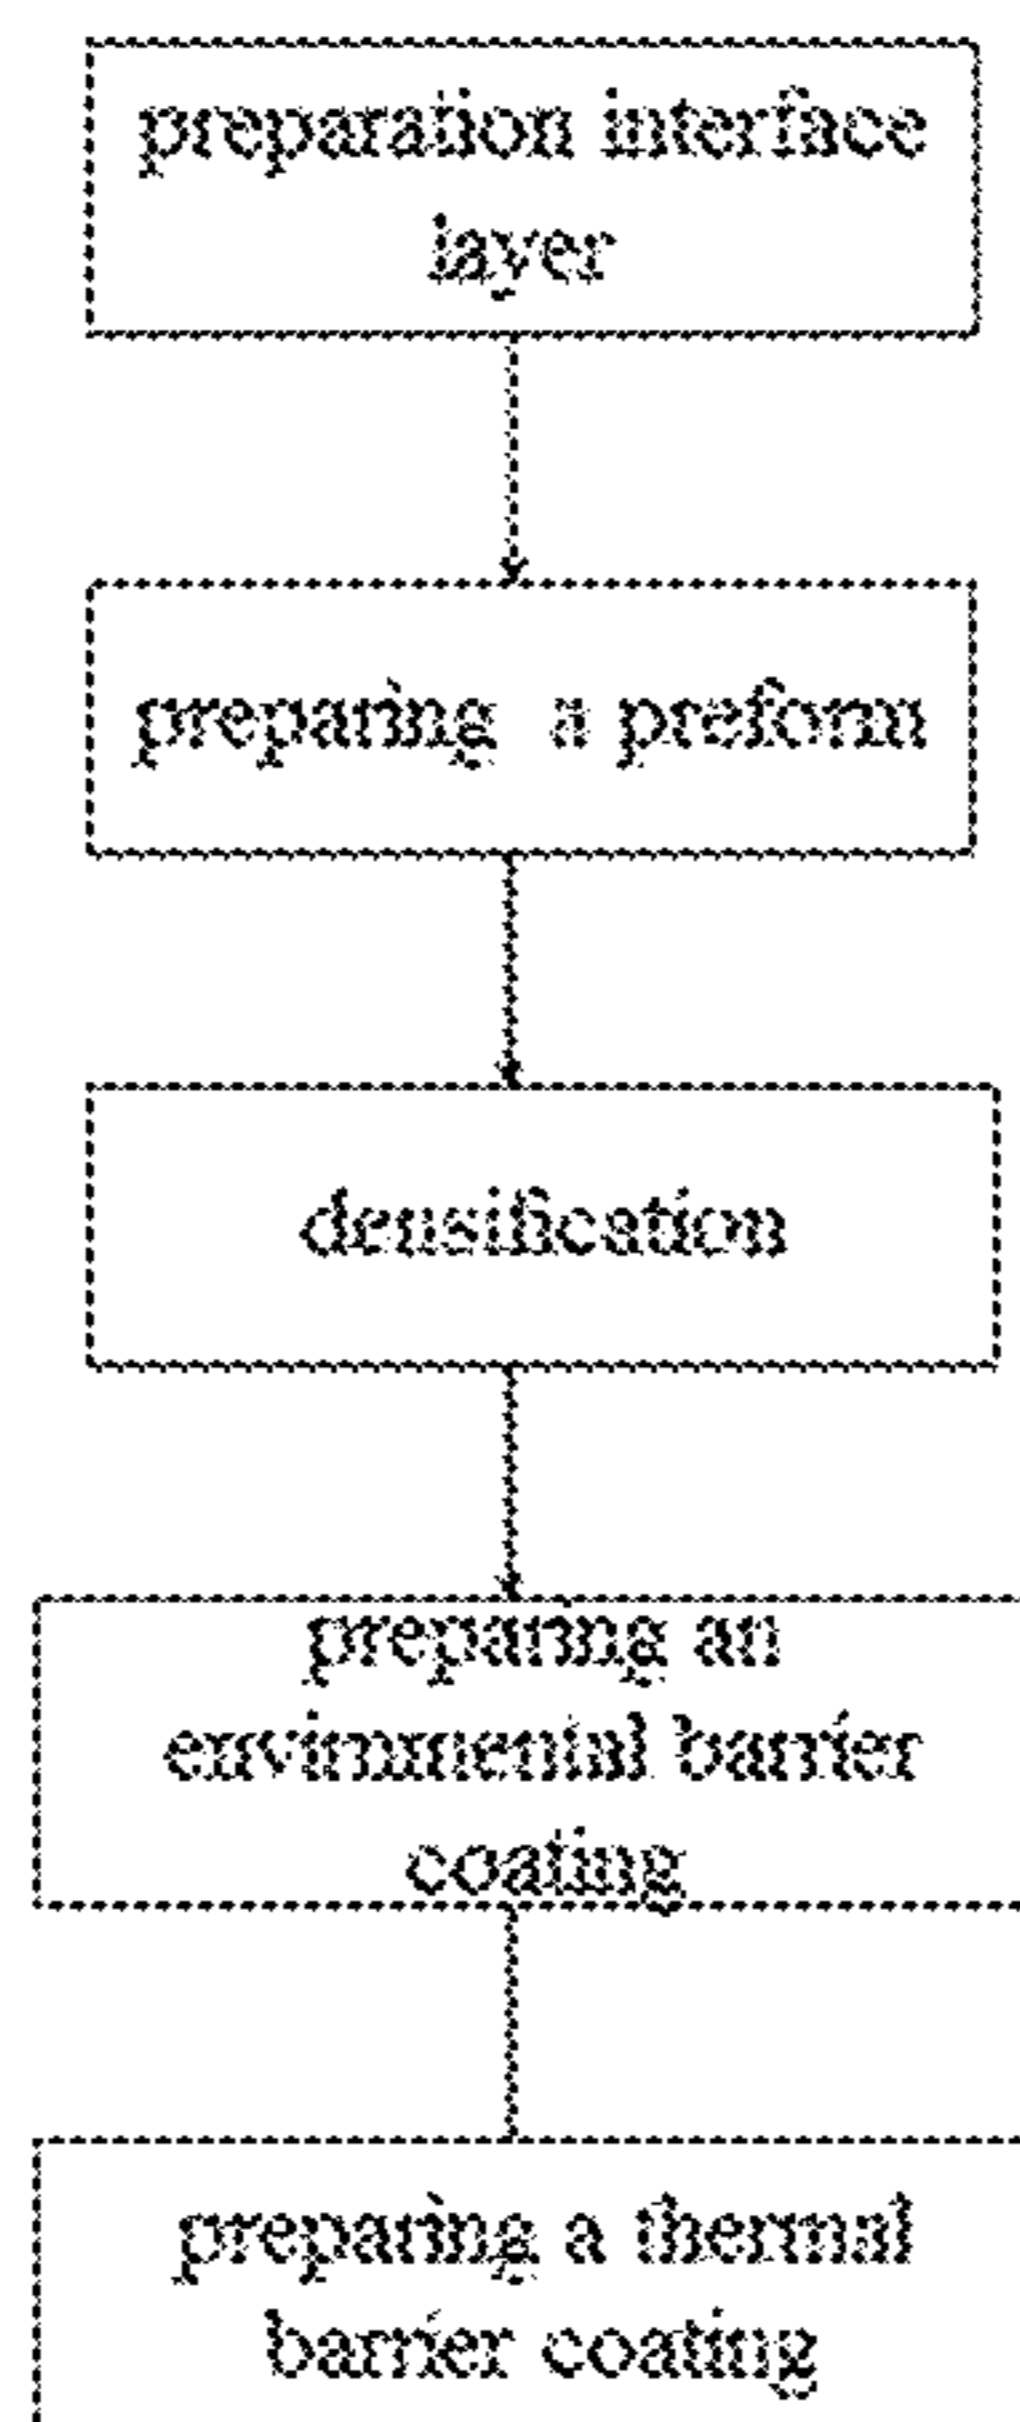 preparation interface
layer
preparing a preform
densification
preparing an
environmental barrier
coating
preparing a thermal
barrier coating